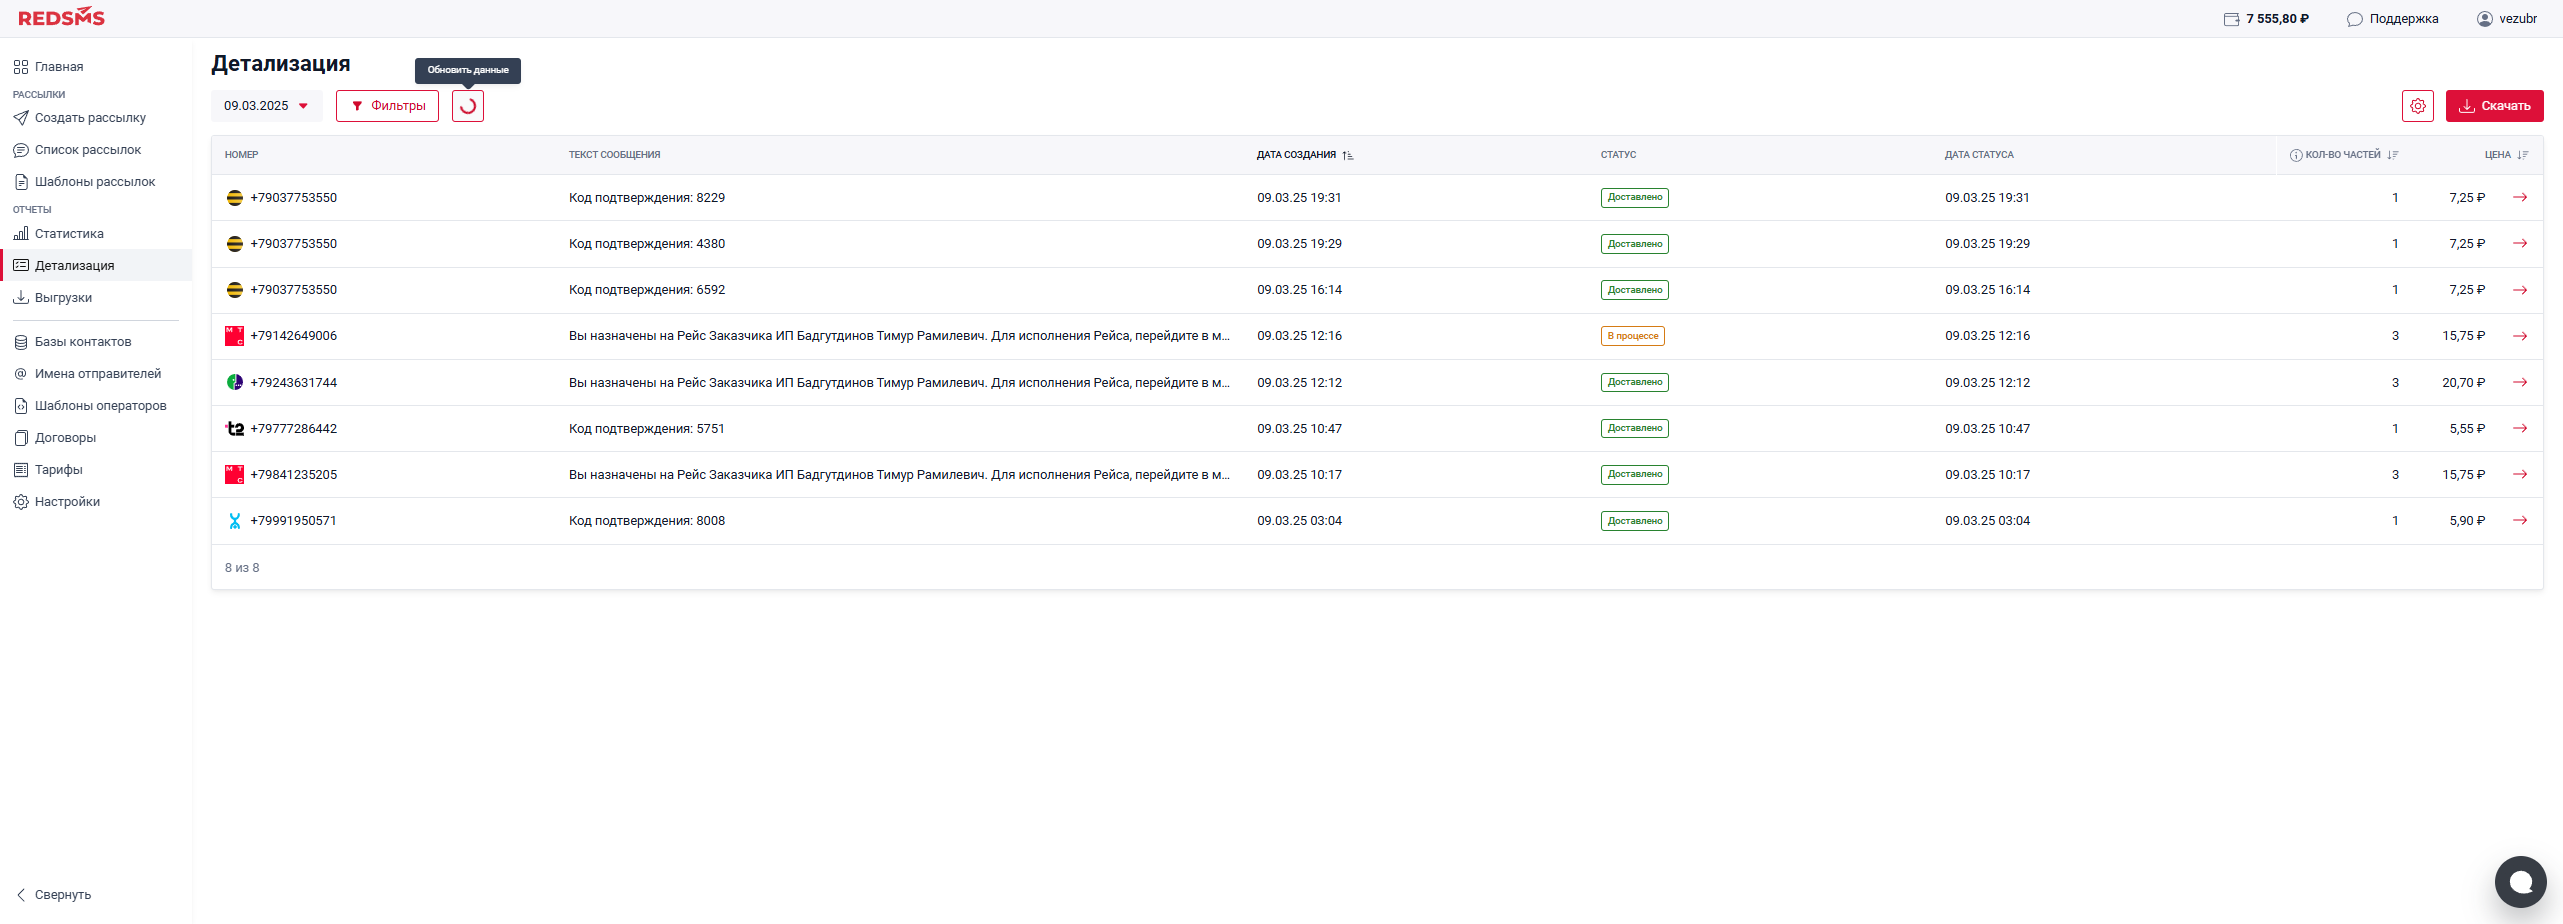 REDSMS
7 555,80 ₽
Поддержка
vezubr
Главная
РАССЫЛКИ
Создать рассылку
Список рассылок
Шаблоны рассылок
ОТЧЕТЫ
Статистика
Детализация
Выгрузки
Базы контактов
@ Имена отправителей
Шаблоны операторов
Договоры
Тарифы
Настройки
Свернуть
Детализация
Обновить данные
09.03.2025
Фильтры
Скачать
НОМЕР ТЕКСТ СООБЩЕНИЯ ДАТА СОЗДАНИЯ СТАТУС ДАТА СТАТУСА КОЛ-ВО ЧАСТЕЙ ЦЕНА
+79037753550 Код подтверждения: 8229 09.03.25 19:31 Доставлено 09.03.25 19:31 1 7,25 ₽
+79037753550 Код подтверждения: 4380 09.03.25 19:29 Доставлено 09.03.25 19:29 1 7,25 ₽
+79037753550 Код подтверждения: 6592 09.03.25 16:14 Доставлено 09.03.25 16:14 1 7,25 ₽
МТС +79142649006 Вы назначены на Рейс Заказчика ИП Бадгутдинов Тимур Рамилевич. Для исполнения Рейса, перейдите в м... 09.03.25 12:16 В процессе 09.03.25 12:16 3 15,75 ₽
+79243631744 Вы назначены на Рейс Заказчика ИП Бадгутдинов Тимур Рамилевич. Для исполнения Рейса, перейдите в м... 09.03.25 12:12 Доставлено 09.03.25 12:12 3 20,70 ₽
t2 +79777286442 Код подтверждения: 5751 09.03.25 10:47 Доставлено 09.03.25 10:47 1 5,55 ₽
МТС +79841235205 Вы назначены на Рейс Заказчика ИП Бадгутдинов Тимур Рамилевич. Для исполнения Рейса, перейдите в м... 09.03.25 10:17 Доставлено 09.03.25 10:17 3 15,75 ₽
+79991950571 Код подтверждения: 8008 09.03.25 03:04 Доставлено 09.03.25 03:04 1 5,90 ₽
8 из 8